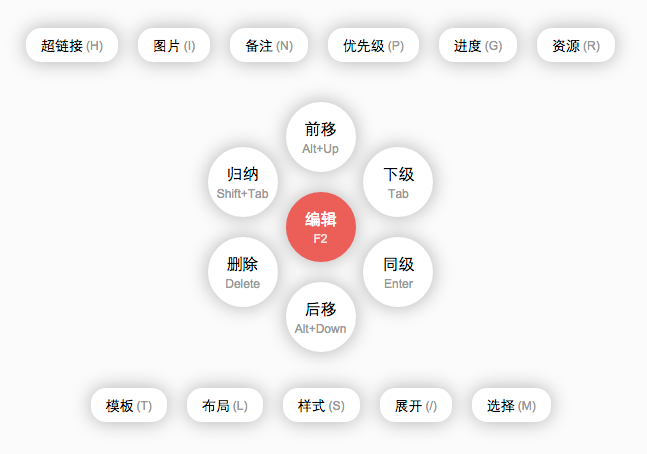 超链接 (H) 图片 (I) 备注 (N) 优先级 (P) 进度 (G) 资源 (R)
前移
Alt+Up
归纳
Shift+Tab
下级
Tab
编辑
F2
删除
Delete
同级
Enter
后移
Alt+Down
模板 (T) 布局 (L) 样式 (S) 展开 (/) 选择 (M)